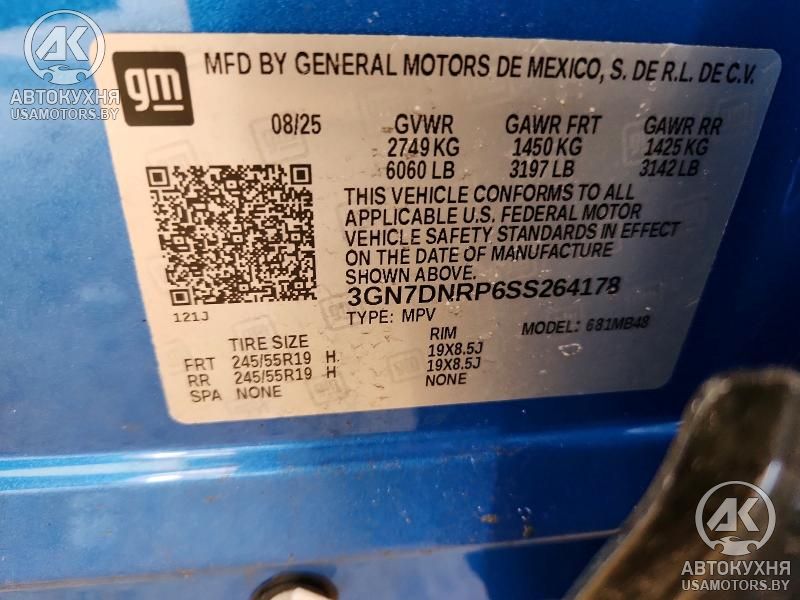 AK
АВТОКУХНЯ
USAMOTORS.BY
gm
MFD BY GENERAL MOTORS DE MEXICO, S. DE R.L. DE C.V.
08/25 GVWR GAWR FRT GAWR RR
2749 KG 1450 KG 1425 KG
6060 LB 3197 LB 3142 LB
THIS VEHICLE CONFORMS TO ALL
APPLICABLE U.S. FEDERAL MOTOR
VEHICLE SAFETY STANDARDS IN EFFECT
ON THE DATE OF MANUFACTURE
SHOWN ABOVE.
3GN7DNRP6SS264178
121J
TYPE: MPV MODEL: 681MB48
TIRE SIZE RIM
FRT 245/55R19 H 19X8.5J
RR 245/55R19 H 19X8.5J
SPA NONE NONE
AK
АВТОКУХНЯ
USAMOTORS.BY